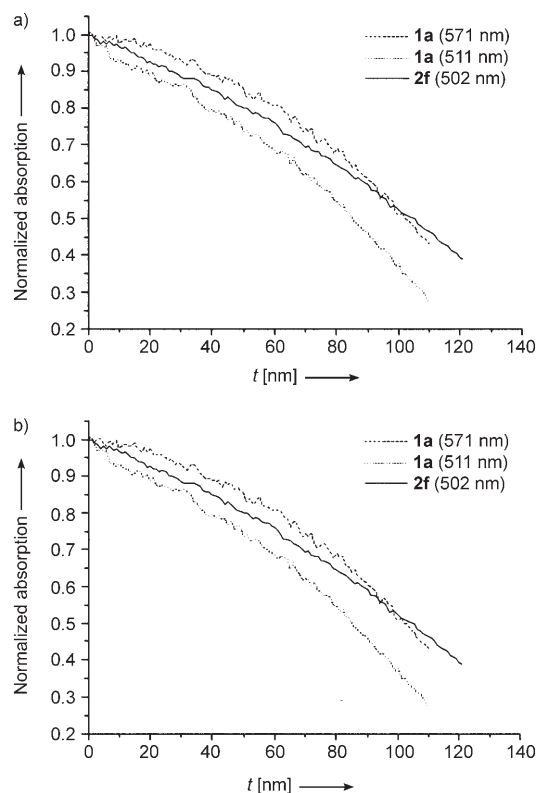 a)
1a (571 nm)
1a (511 nm)
2f (502 nm)
1.0
0.9
0.8
0.7
0.6
0.5
0.4
0.3
0.2
Normalized absorption
0 20 40 60 80 100 120 140
t [nm]
b)
1a (571 nm)
1a (511 nm)
2f (502 nm)
1.0
0.9
0.8
0.7
0.6
0.5
0.4
0.3
0.2
Normalized absorption
0 20 40 60 80 100 120 140
t [nm]